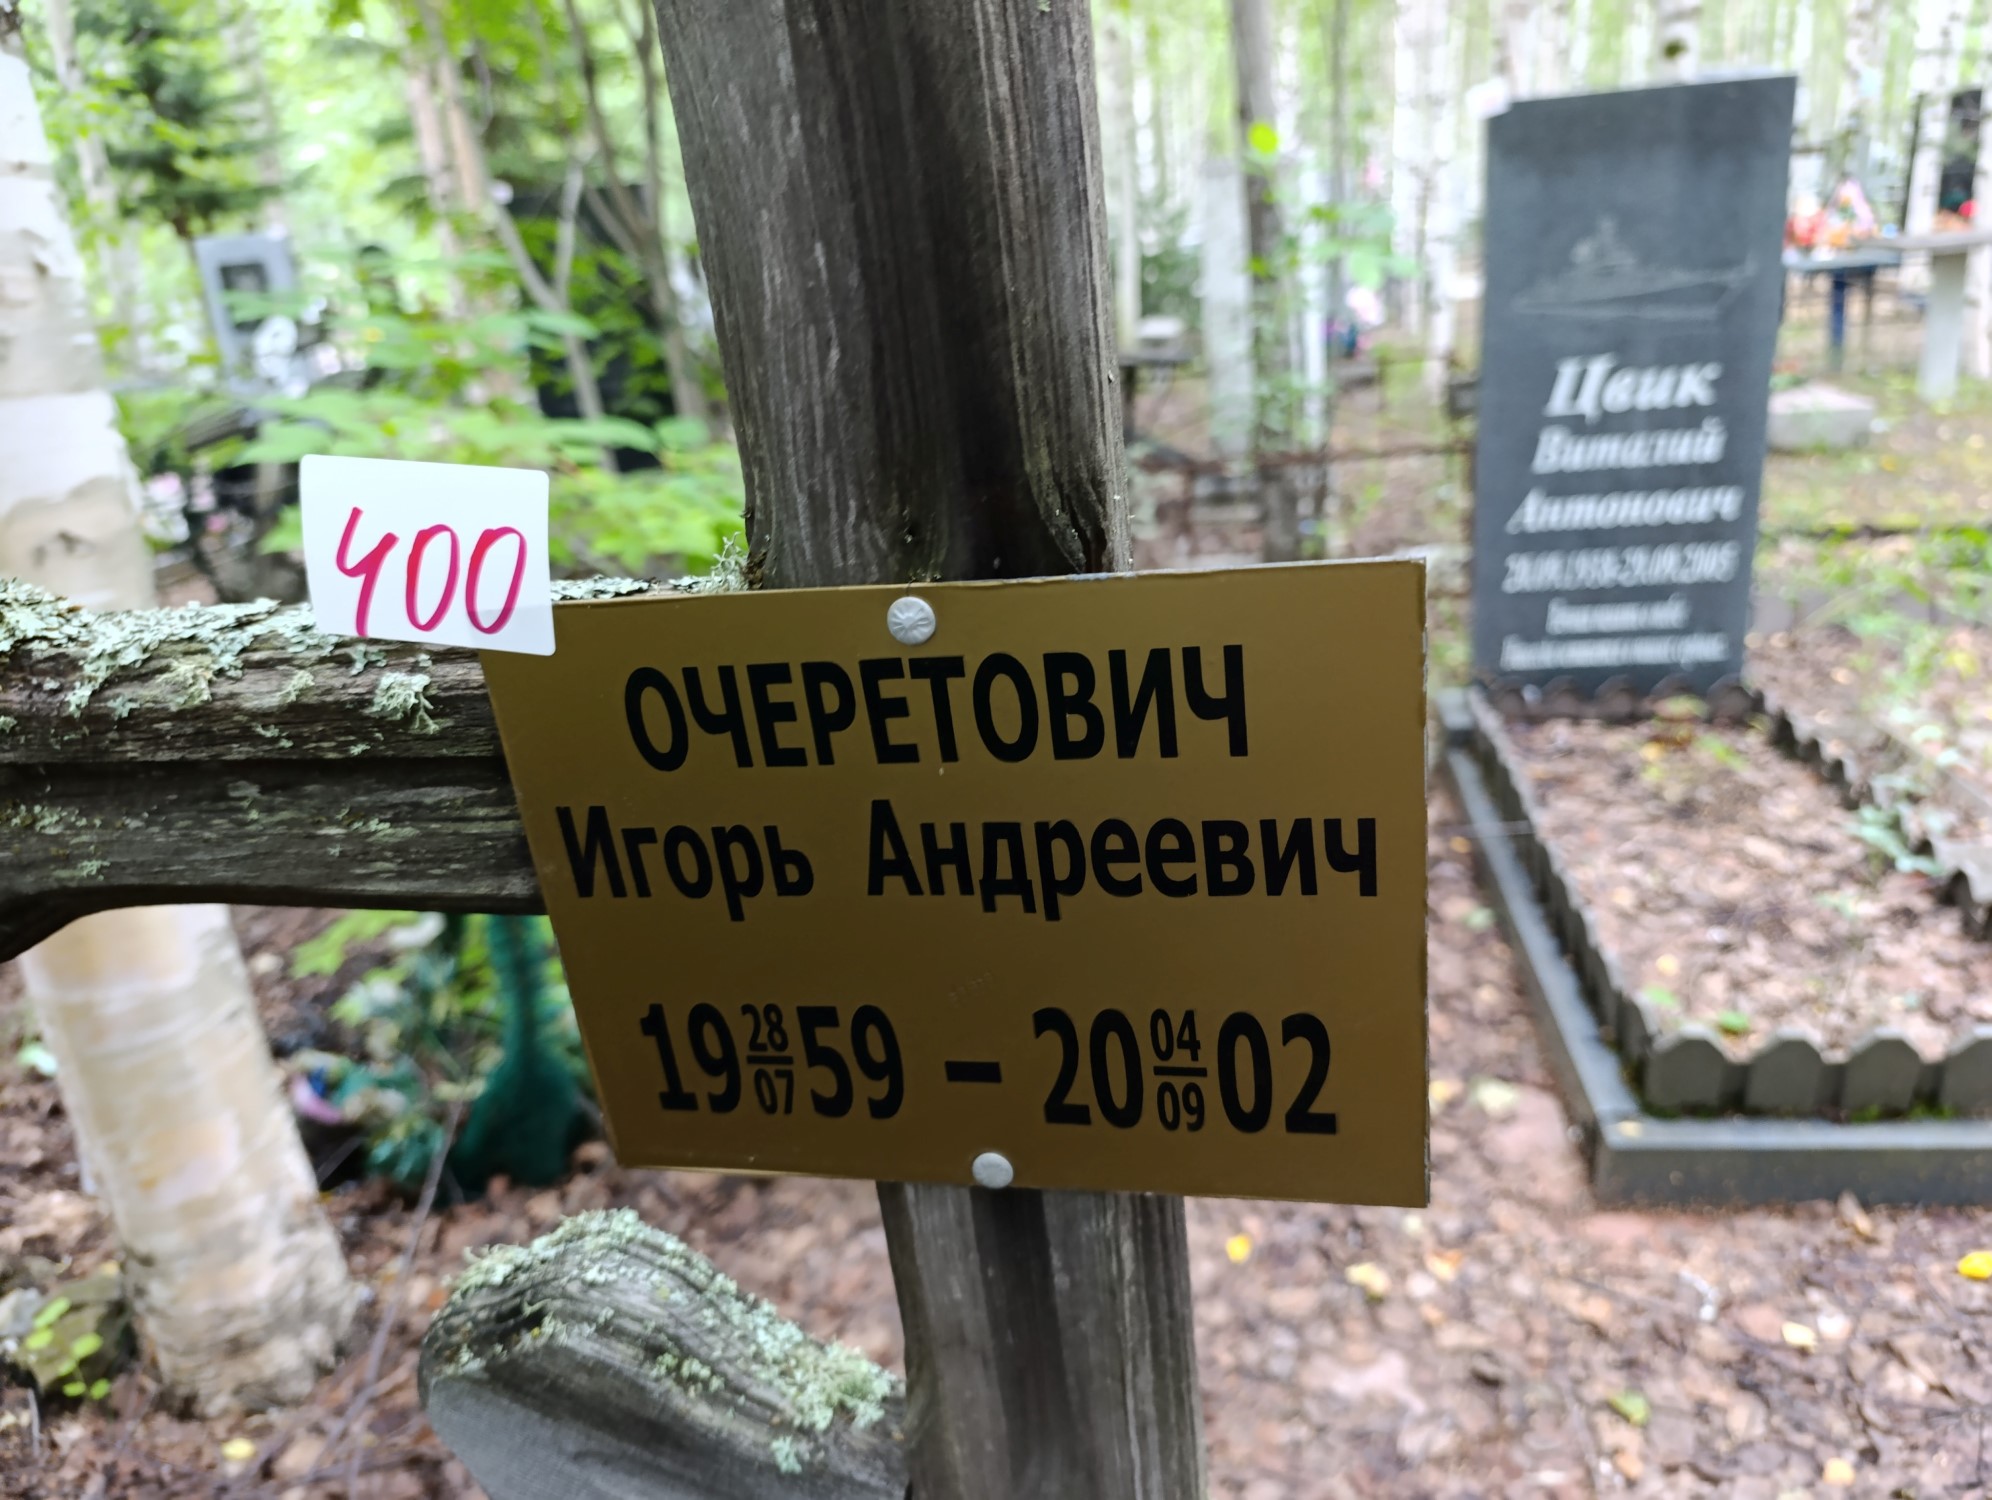 400
ОЧЕРЕТОВИЧ
Игорь Андреевич
19 28/07 59 – 20 04/09 02
Цвик
Виталий
Антонович